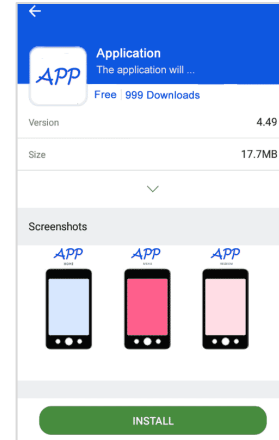 APP
Application
The application will ...
Free 999 Downloads
Version 4.49
Size 17.7MB
Screenshots
APP APP APP
INSTALL